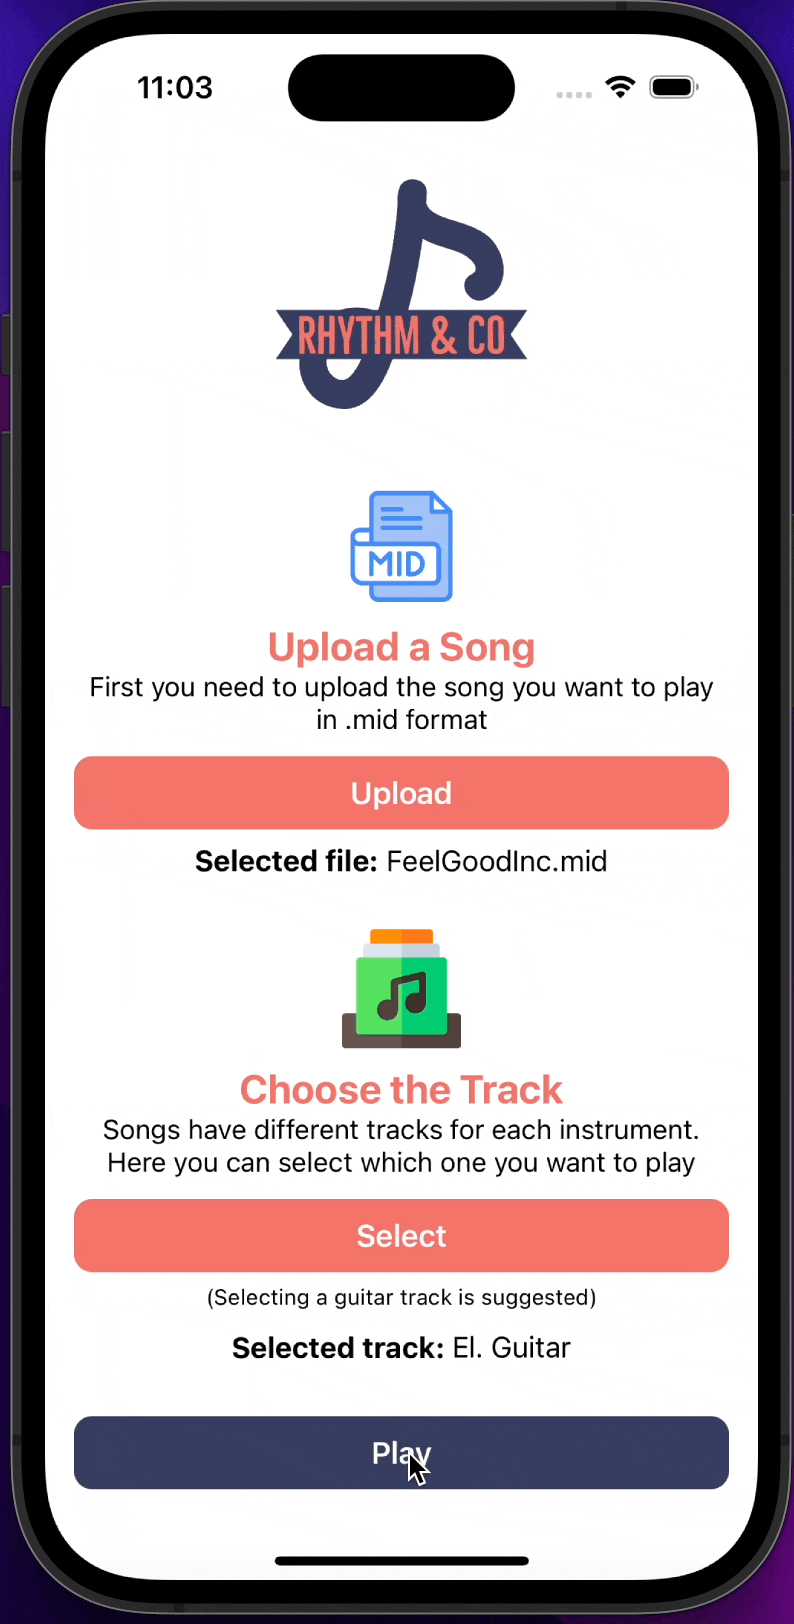 11:03
RHYTHM & CO
MID
Upload a Song
First you need to upload the song you want to play
in .mid format
Upload
Selected file: FeelGoodInc.mid
Choose the Track
Songs have different tracks for each instrument.
Here you can select which one you want to play
Select
(Selecting a guitar track is suggested)
Selected track: El. Guitar
Play